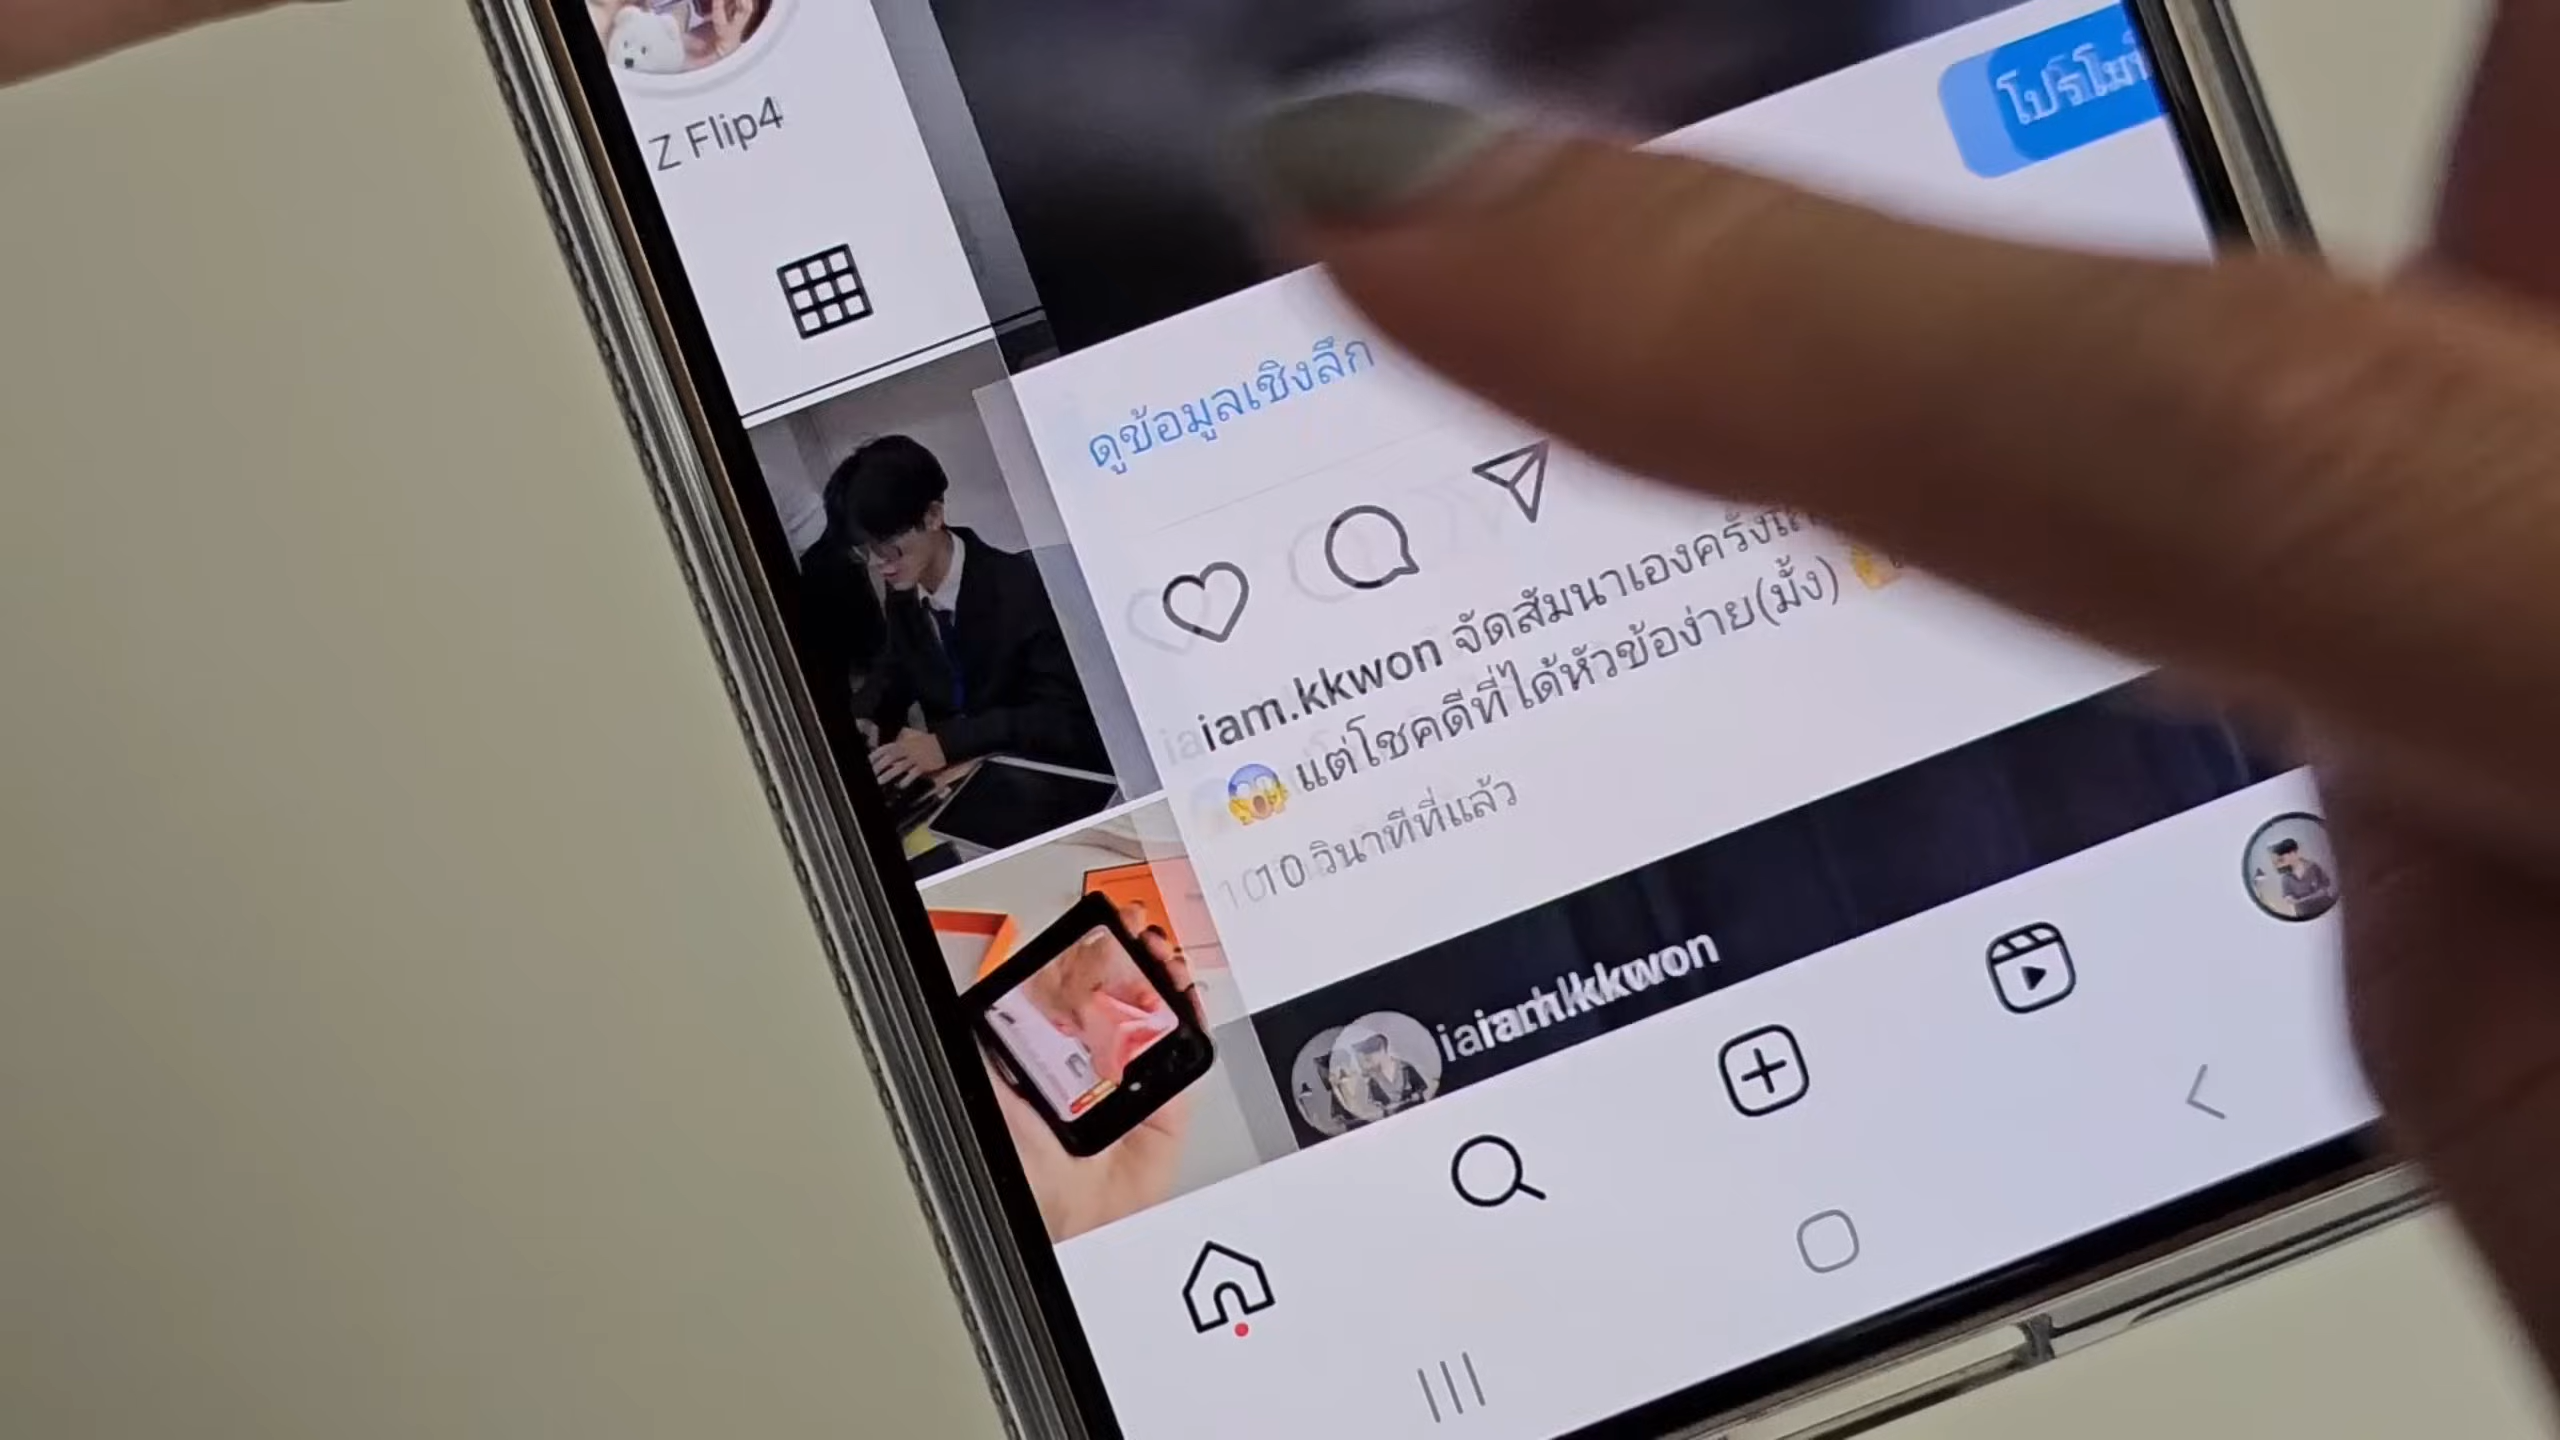 Z Flip4
ดูข้อมูลเชิงลึก
iam.kkwon จัดสัมนาเองครั้ง
😱 แต่โชคดีที่ได้หัวข้อง่าย(มั้ง)
10 วินาทีที่แล้ว
iam.kkwon